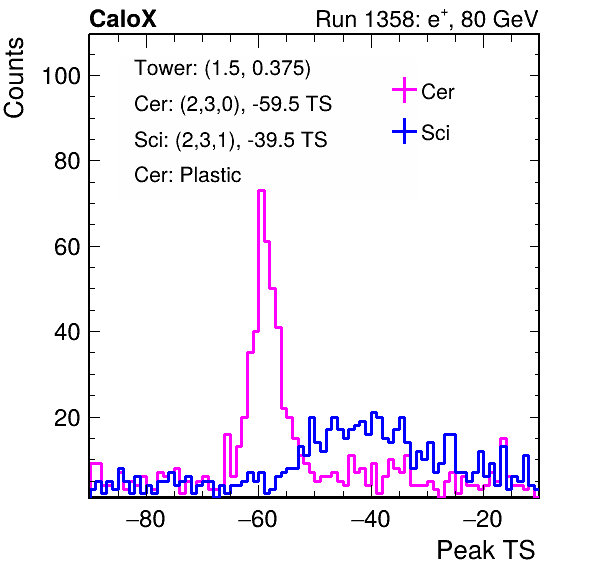 CaloX Run 1358: e⁺, 80 GeV
Counts
Tower: (1.5, 0.375)
Cer: (2,3,0), -59.5 TS
Sci: (2,3,1), -39.5 TS
Cer: Plastic
Cer
Sci
100
80
60
40
20
−80 −60 −40 −20
Peak TS